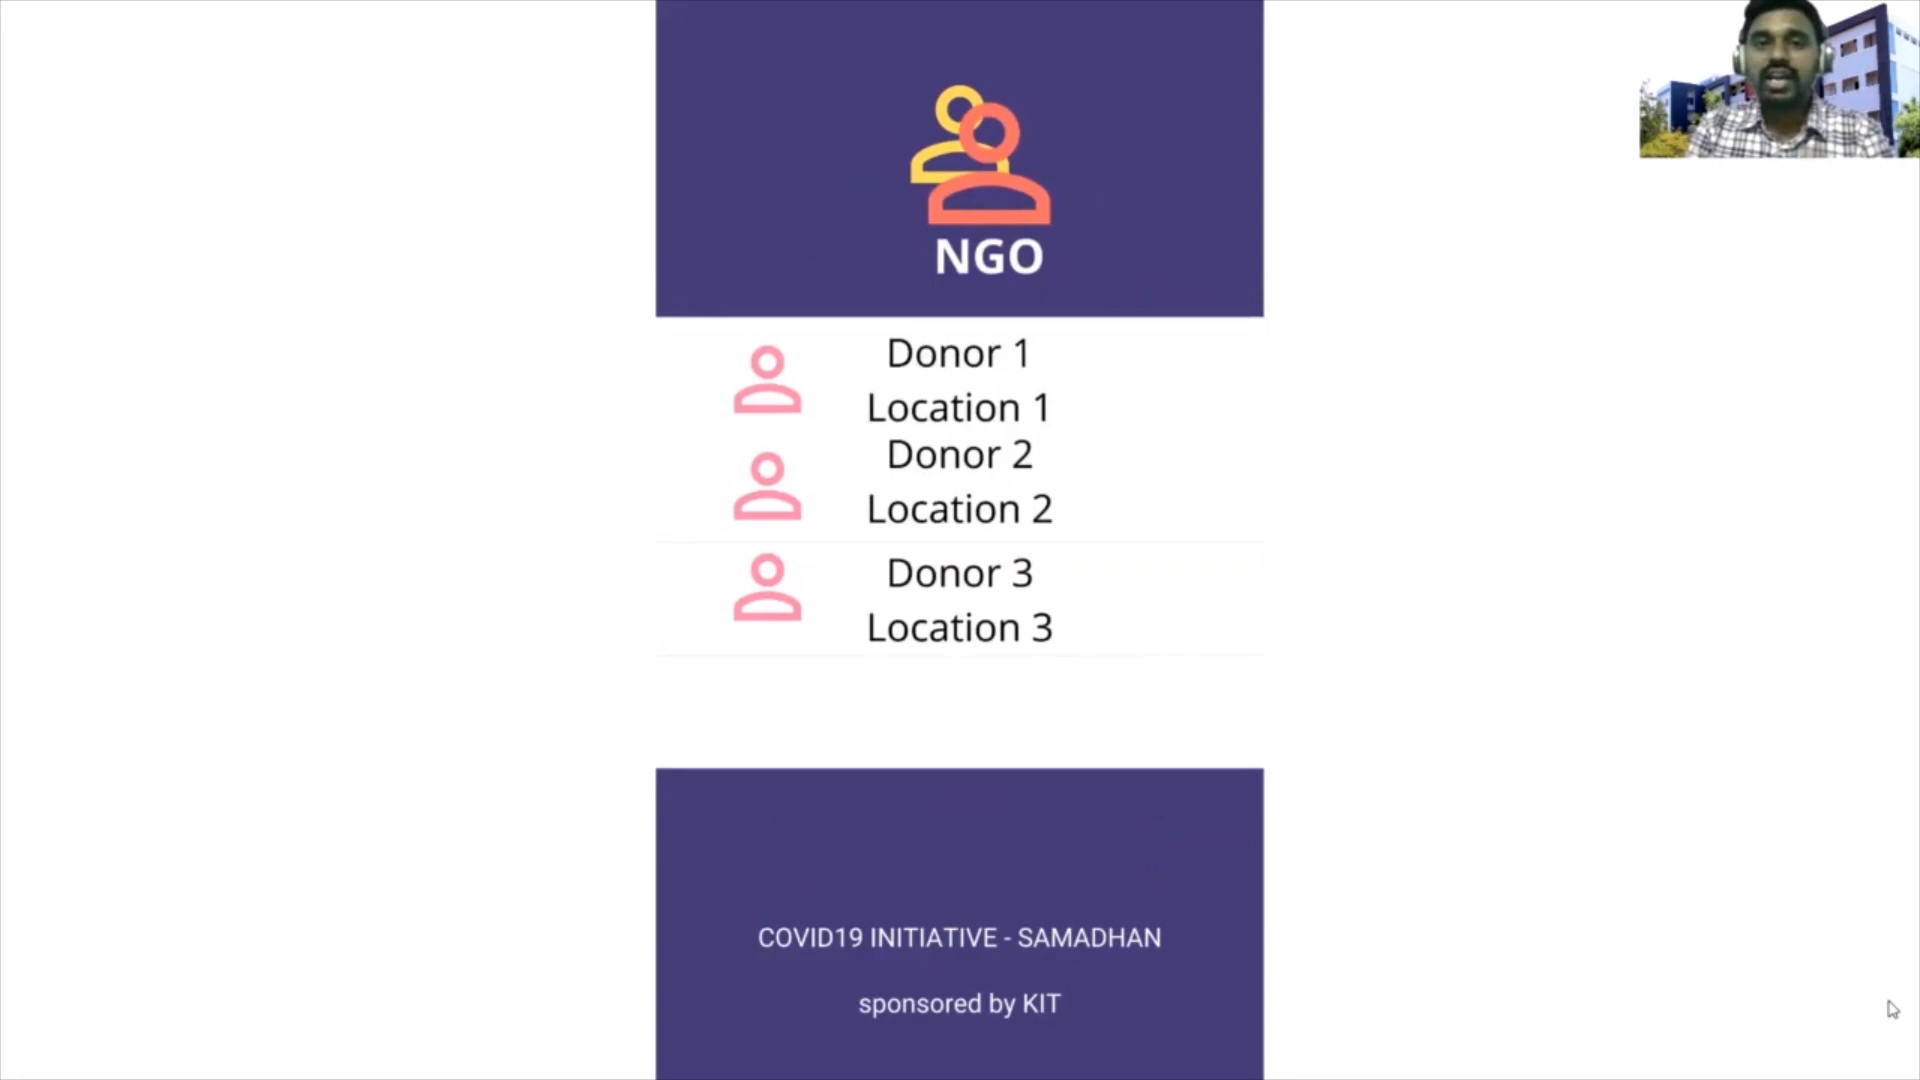 NGO
Donor 1
Location 1
Donor 2
Location 2
Donor 3
Location 3
COVID19 INITIATIVE - SAMADHAN
sponsored by KIT